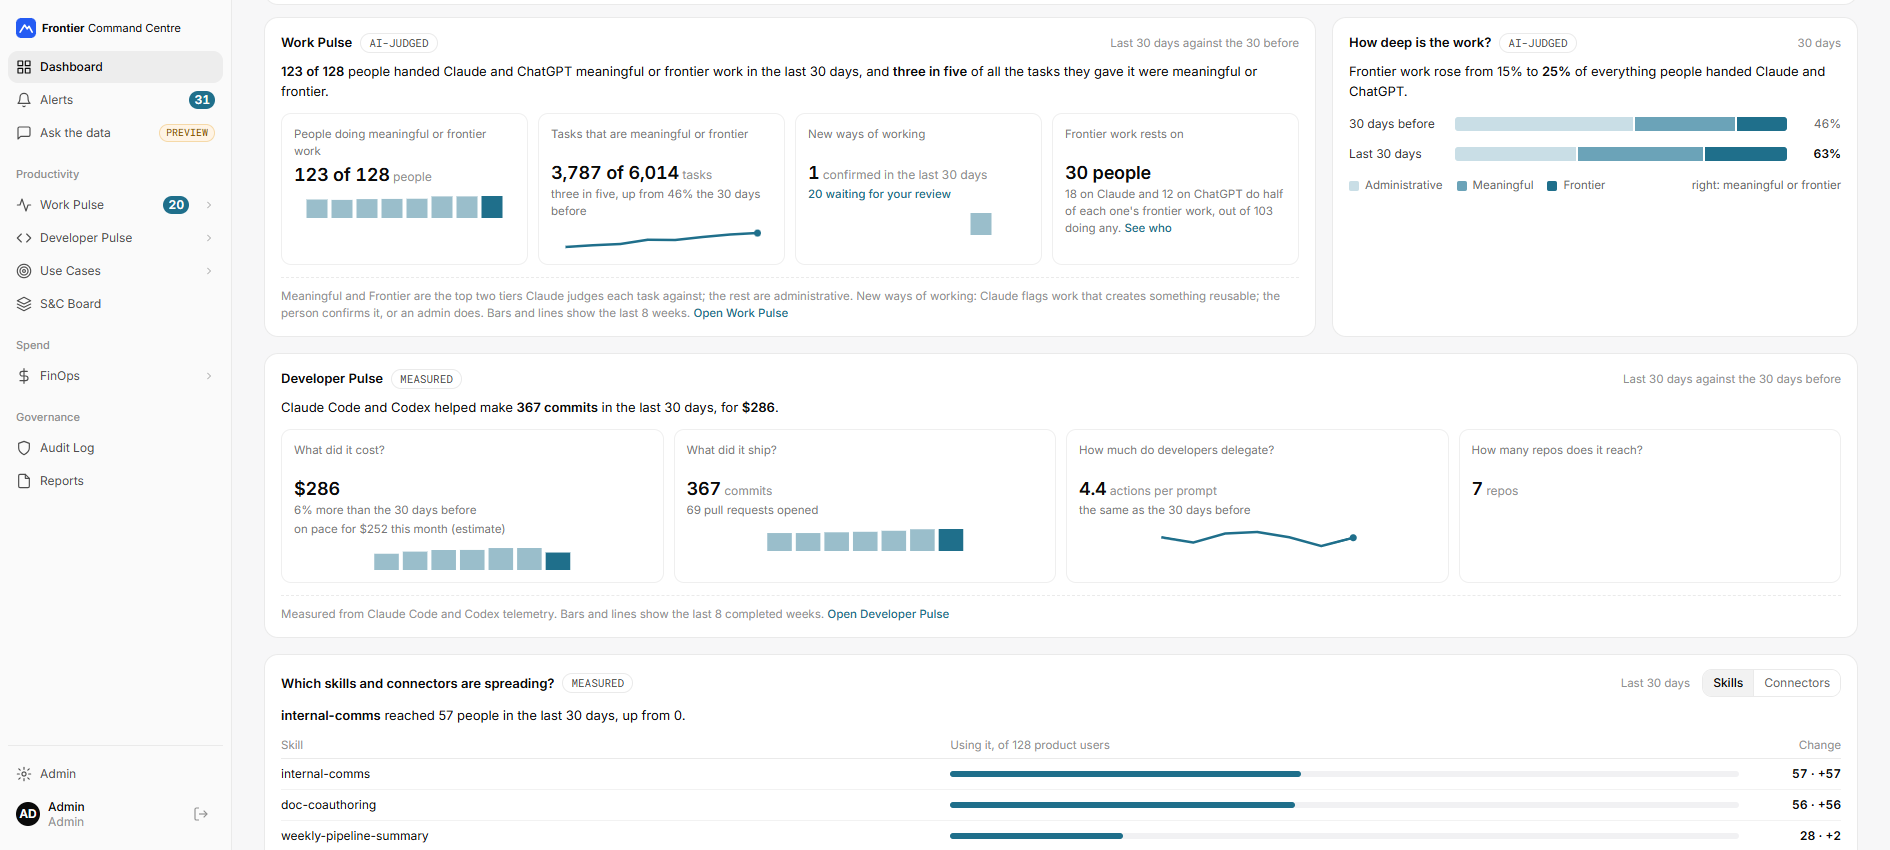 Frontier Command Centre
Dashboard
Alerts 31
Ask the data PREVIEW
Productivity
Work Pulse 20
Developer Pulse
Use Cases
S&C Board
Spend
FinOps
Governance
Audit Log
Reports
Admin
AD Admin
Admin
Work Pulse AI-JUDGED Last 30 days against the 30 before
123 of 128 people handed Claude and ChatGPT meaningful or frontier work in the last 30 days, and three in five of all the tasks they gave it were meaningful or
frontier.
People doing meaningful or frontier
work
123 of 128 people
Tasks that are meaningful or frontier
3,787 of 6,014 tasks
three in five, up from 46% the 30 days
before
New ways of working
1 confirmed in the last 30 days
20 waiting for your review
Frontier work rests on
30 people
18 on Claude and 12 on ChatGPT do half
of each one's frontier work, out of 103
doing any. See who
Meaningful and Frontier are the top two tiers Claude judges each task against; the rest are administrative. New ways of working: Claude flags work that creates something reusable; the
person confirms it, or an admin does. Bars and lines show the last 8 weeks. Open Work Pulse
How deep is the work? AI-JUDGED 30 days
Frontier work rose from 15% to 25% of everything people handed Claude and
ChatGPT.
30 days before 46%
Last 30 days 63%
Administrative Meaningful Frontier right: meaningful or frontier
Developer Pulse MEASURED Last 30 days against the 30 days before
Claude Code and Codex helped make 367 commits in the last 30 days, for $286.
What did it cost?
$286
6% more than the 30 days before
on pace for $252 this month (estimate)
What did it ship?
367 commits
69 pull requests opened
How much do developers delegate?
4.4 actions per prompt
the same as the 30 days before
How many repos does it reach?
7 repos
Measured from Claude Code and Codex telemetry. Bars and lines show the last 8 completed weeks. Open Developer Pulse
Which skills and connectors are spreading? MEASURED Last 30 days Skills Connectors
internal-comms reached 57 people in the last 30 days, up from 0.
Skill Using it, of 128 product users Change
internal-comms 57 · +57
doc-coauthoring 56 · +56
weekly-pipeline-summary 28 · +2